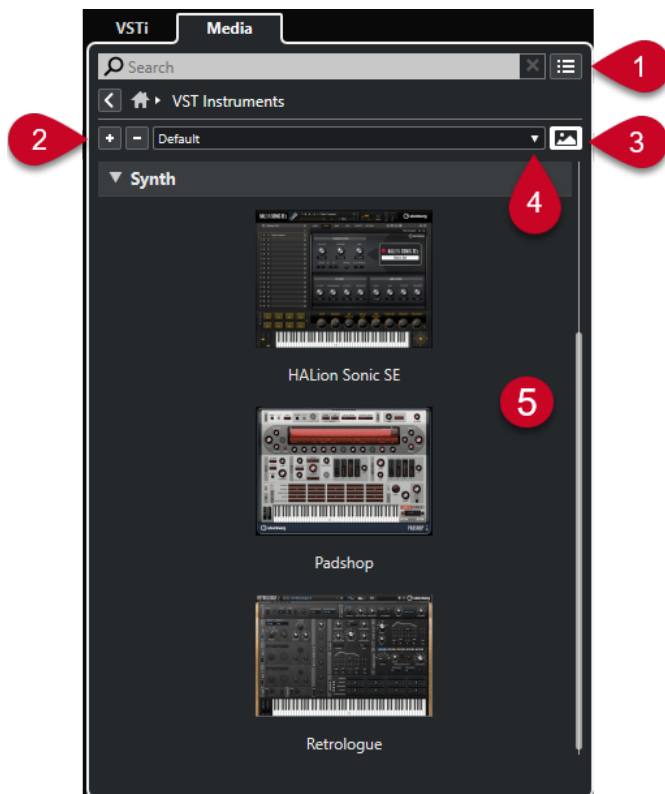 VSTi Media
Search
1
VST Instruments
2
Default
3
4
Synth
HALion Sonic SE
5
Padshop
Retrologue